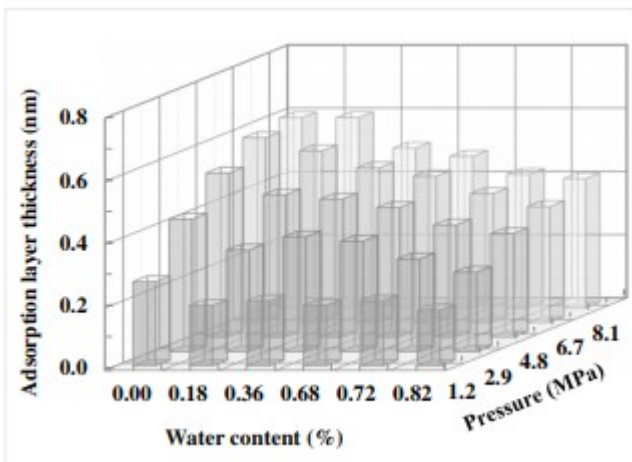 Adsorption layer thickness (nm)
0.8
0.6
0.4
0.2
0.0
0.00 0.18 0.36 0.68 0.72 0.82
Water content (%)
1.2 2.9 4.8 6.7 8.1
Pressure (MPa)